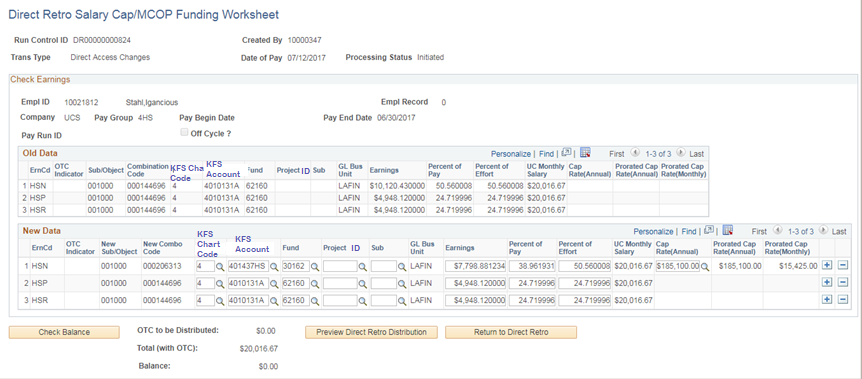 Direct Retro Salary Cap/MCOP Funding Worksheet
Run Control ID DR00000000824 Created By 10000347
Trans Type Direct Access Changes Date of Pay 07/12/2017 Processing Status Initiated
Check Earnings
Empl ID 10021812 Stahl,Igancious Empl Record 0
Company UCS Pay Group 4HS Pay Begin Date Pay End Date 06/30/2017
Pay Run ID Off Cycle ?
Old Data Personalize | Find | First 1-3 of 3 Last
ErnCd OTC Indicator Sub/Object Combination Code KFS Cha Code KFS Account Fund Project ID Sub GL Bus Unit Earnings Percent of Pay Percent of Effort UC Monthly Salary Cap Rate(Annual) Prorated Cap Rate(Annual) Prorated Cap Rate(Monthly)
1 HSN 001000 000144696 4 4010131A 62160 LAFIN $10,120.430000 50.560008 50.560008 $20,016.67
2 HSP 001000 000144696 4 4010131A 62160 LAFIN $4,948.120000 24.719996 24.719996 $20,016.67
3 HSR 001000 000144696 4 4010131A 62160 LAFIN $4,948.120000 24.719996 24.719996 $20,016.67
New Data Personalize | Find | First 1-3 of 3 Last
ErnCd OTC Indicator New Sub/Object New Combo Code KFS Chart Code KFS Account Fund Project ID Sub GL Bus Unit Earnings Percent of Pay Percent of Effort UC Monthly Salary Cap Rate(Annual) Prorated Cap Rate(Annual) Prorated Cap Rate(Monthly)
1 HSN 001000 000206313 4 401437HS 30162 LAFIN $7,798.881234 38.961931 50.560008 $20,016.67 $185,100.00 $185,100.00 $15,425.00
2 HSP 001000 000144696 4 4010131A 62160 LAFIN $4,948.120000 24.719996 24.719996 $20,016.67
3 HSR 001000 000144696 4 4010131A 62160 LAFIN $4,948.120000 24.719996 24.719996 $20,016.67
Check Balance OTC to be Distributed: $0.00 Preview Direct Retro Distribution Return to Direct Retro
Total (with OTC): $20,016.67
Balance: $0.00